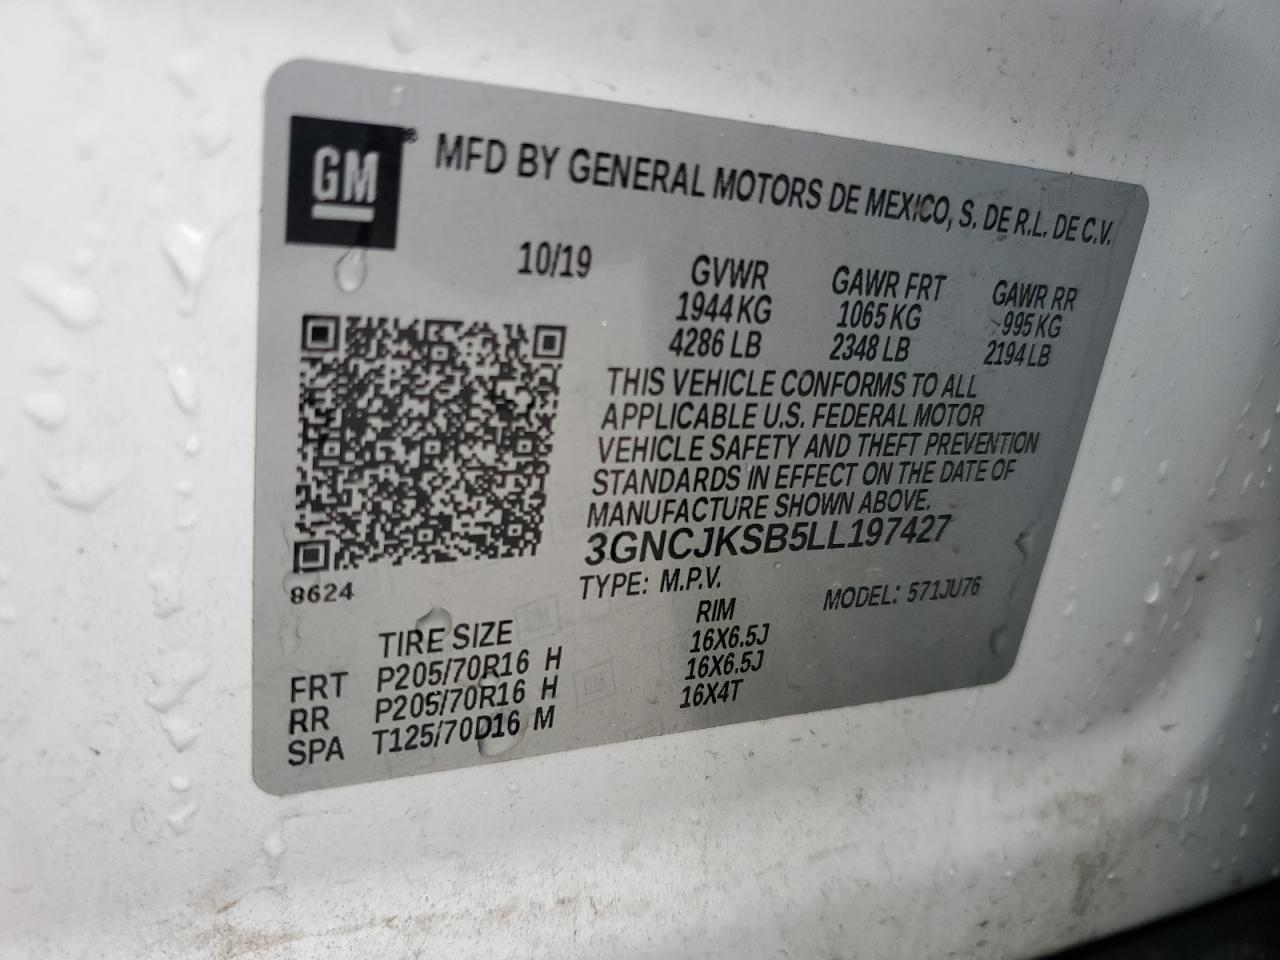 GM
MFD BY GENERAL MOTORS DE MEXICO, S. DE R.L. DE C.V.
10/19
GVWR GAWR FRT GAWR RR
1944 KG 1065 KG 995 KG
4286 LB 2348 LB 2194 LB
THIS VEHICLE CONFORMS TO ALL
APPLICABLE U.S. FEDERAL MOTOR
VEHICLE SAFETY AND THEFT PREVENTION
STANDARDS IN EFFECT ON THE DATE OF
MANUFACTURE SHOWN ABOVE.
3GNCJKSB5LL197427
8624
TYPE: M.P.V. MODEL: 571JU76
TIRE SIZE RIM
FRT P205/70R16 H 16X6.5J
RR P205/70R16 H 16X6.5J
SPA T125/70D16 M 16X4T